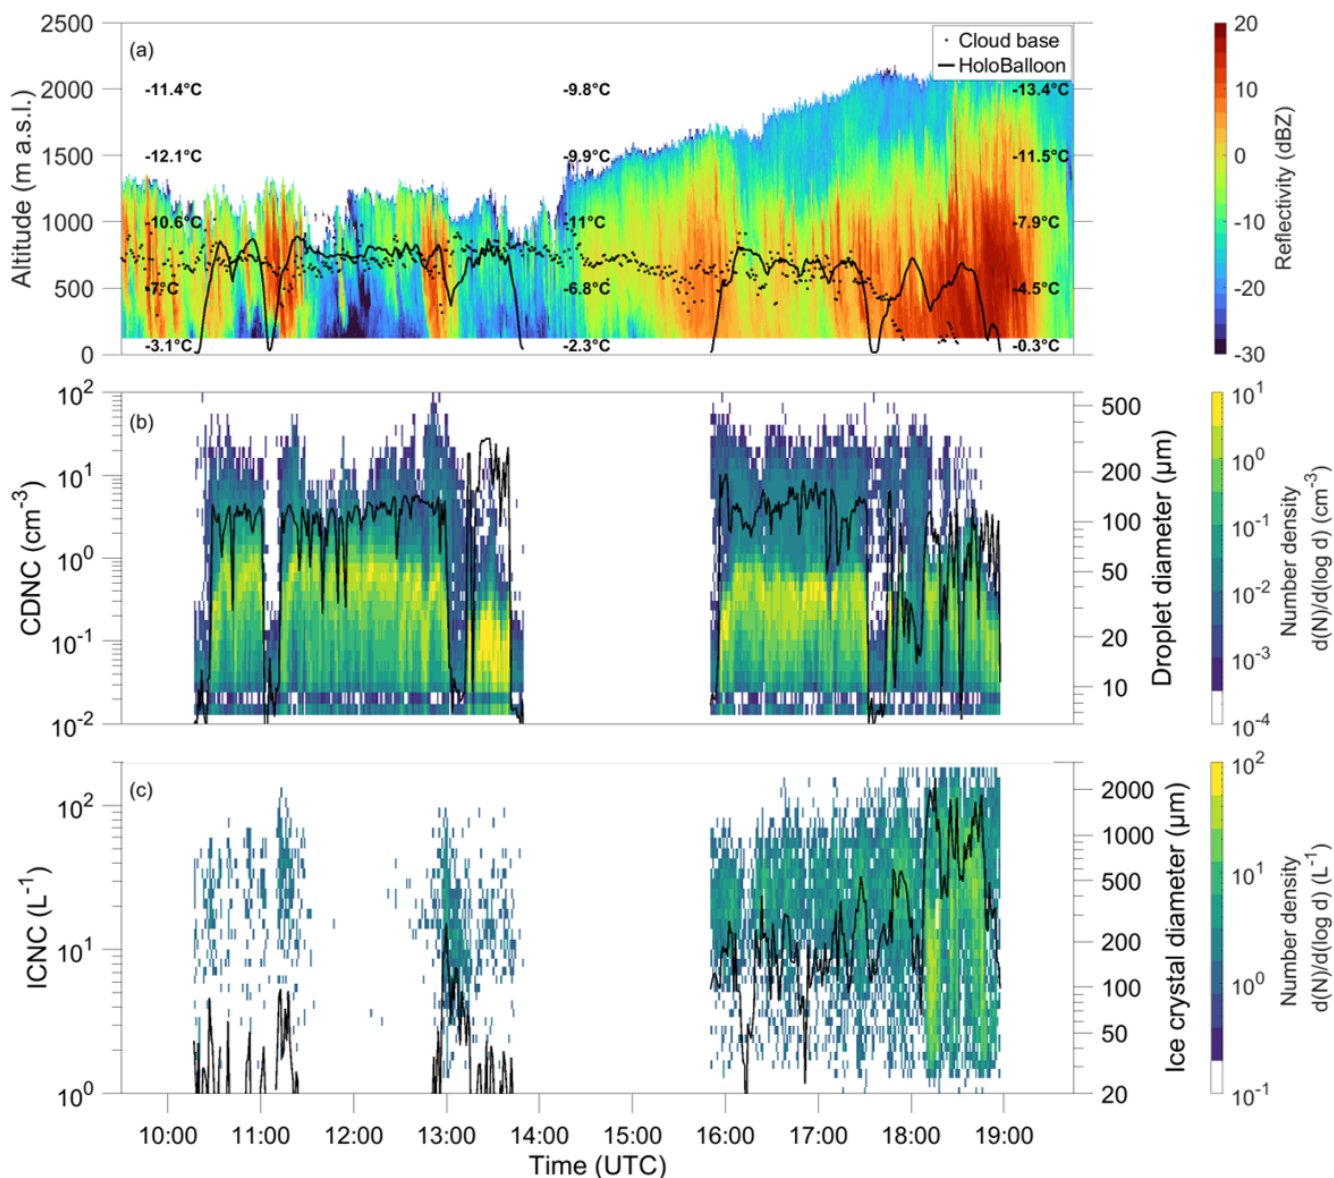 (a)
Cloud base
HoloBalloon
2500
2000
1500
1000
500
0
Altitude (m a.s.l.)
-11.4°C
-9.8°C
-13.4°C
-12.1°C
-9.9°C
-11.5°C
-10.6°C
-11°C
-7.9°C
-7°C
-6.8°C
-4.5°C
-3.1°C
-2.3°C
-0.3°C
20
10
0
-10
-20
-30
Reflectivity (dBZ)
(b)
10²
10¹
10⁰
10⁻¹
10⁻²
CDNC (cm⁻³)
500
200
100
50
20
10
Droplet diameter (µm)
10¹
10⁰
10⁻¹
10⁻²
10⁻³
10⁻⁴
Number density
d(N)/d(log d) (cm⁻³)
(c)
10²
10¹
10⁰
ICNC (L⁻¹)
2000
1000
500
200
100
50
20
Ice crystal diameter (µm)
10²
10¹
10⁰
10⁻¹
Number density
d(N)/d(log d) (L⁻¹)
10:00 11:00 12:00 13:00 14:00 15:00 16:00 17:00 18:00 19:00
Time (UTC)